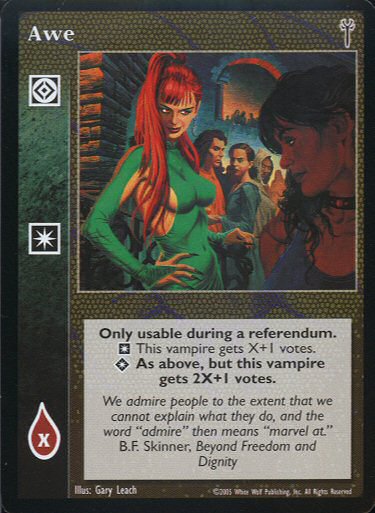 Awe
Only usable during a referendum.
This vampire gets X+1 votes.
As above, but this vampire
gets 2X+1 votes.
We admire people to the extent that we
cannot explain what they do, and the
word “admire” then means “marvel at.”
B.F. Skinner, Beyond Freedom and
Dignity
X
Illus: Gary Leach ©2005 White Wolf Publishing, Inc. All Rights Reserved